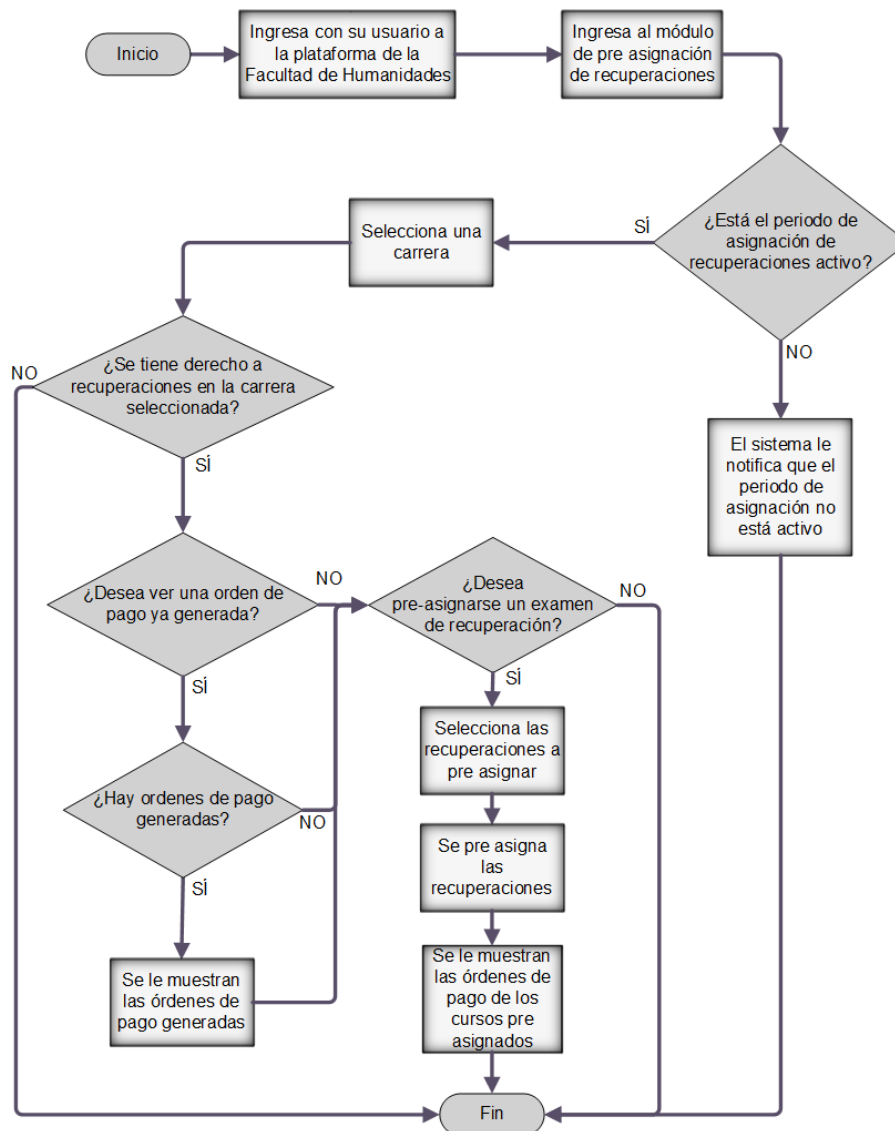 Inicio
Ingresa con su usuario a
la plataforma de la
Facultad de Humanidades
Ingresa al módulo
de pre asignación
de recuperaciones
¿Está el periodo de
asignación de
recuperaciones activo?
SÍ
NO
Selecciona una
carrera
El sistema le
notifica que el
periodo de
asignación no
está activo
¿Se tiene derecho a
recuperaciones en la carrera
seleccionada?
NO
SÍ
¿Desea ver una orden de
pago ya generada?
NO
SÍ
¿Hay ordenes de pago
generadas?
NO
SÍ
Se le muestran
las órdenes de
pago generadas
¿Desea
pre-asignarse un examen
de recuperación?
NO
SÍ
Selecciona las
recuperaciones a
pre asignar
Se pre asigna
las
recuperaciones
Se le muestran
las órdenes de
pago de los
cursos pre
asignados
Fin